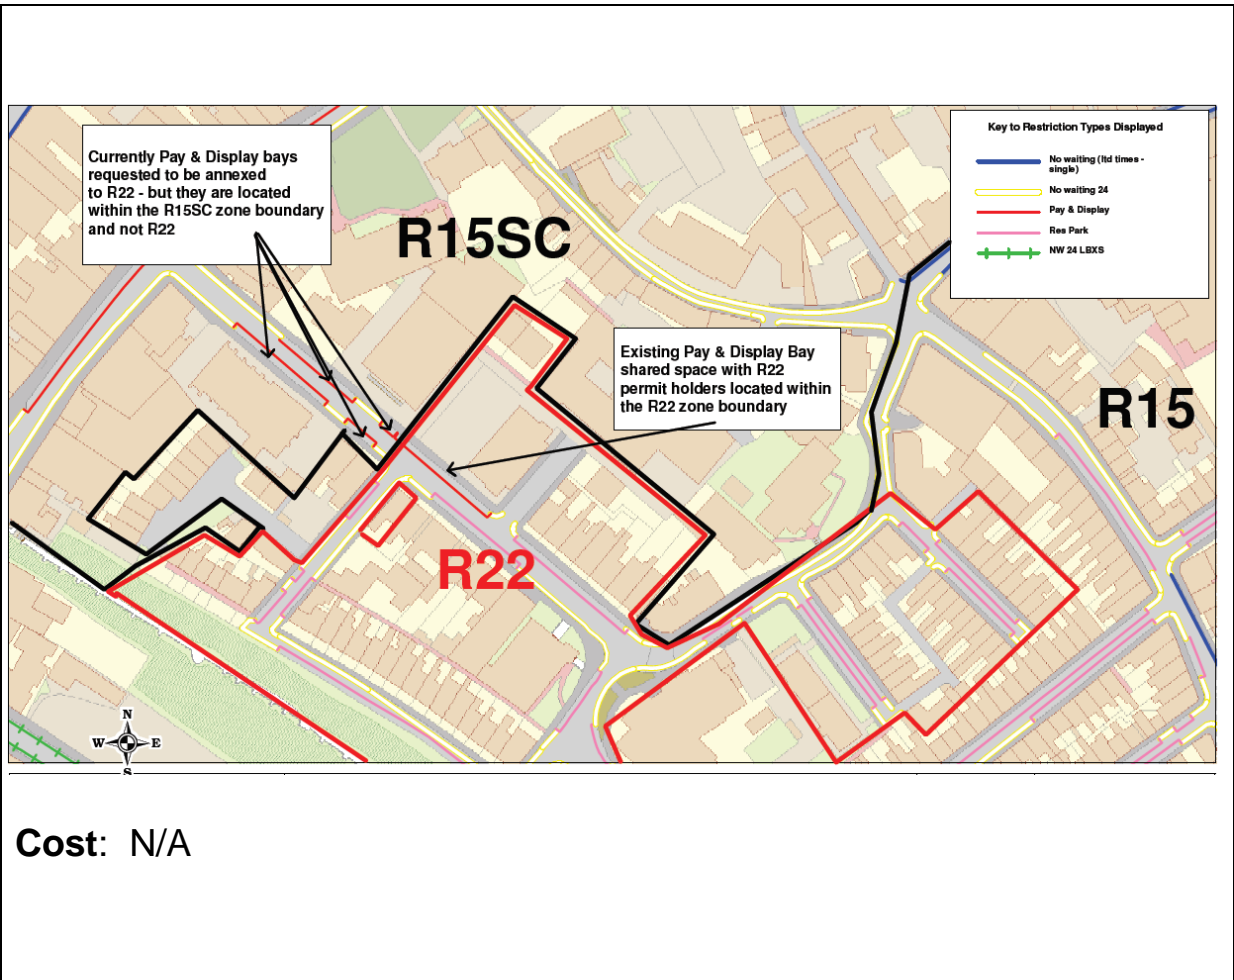 Currently Pay & Display bays
requested to be annexed
to R22 - but they are located
within the R15SC zone boundary
and not R22
R15SC
Key to Restriction Types Displayed
No waiting (ltd times -
single)
No waiting 24
Pay & Display
Res Park
NW 24 LBXS
Existing Pay & Display Bay
shared space with R22
permit holders located within
the R22 zone boundary
R15
R22
N
W E
S
Cost: N/A